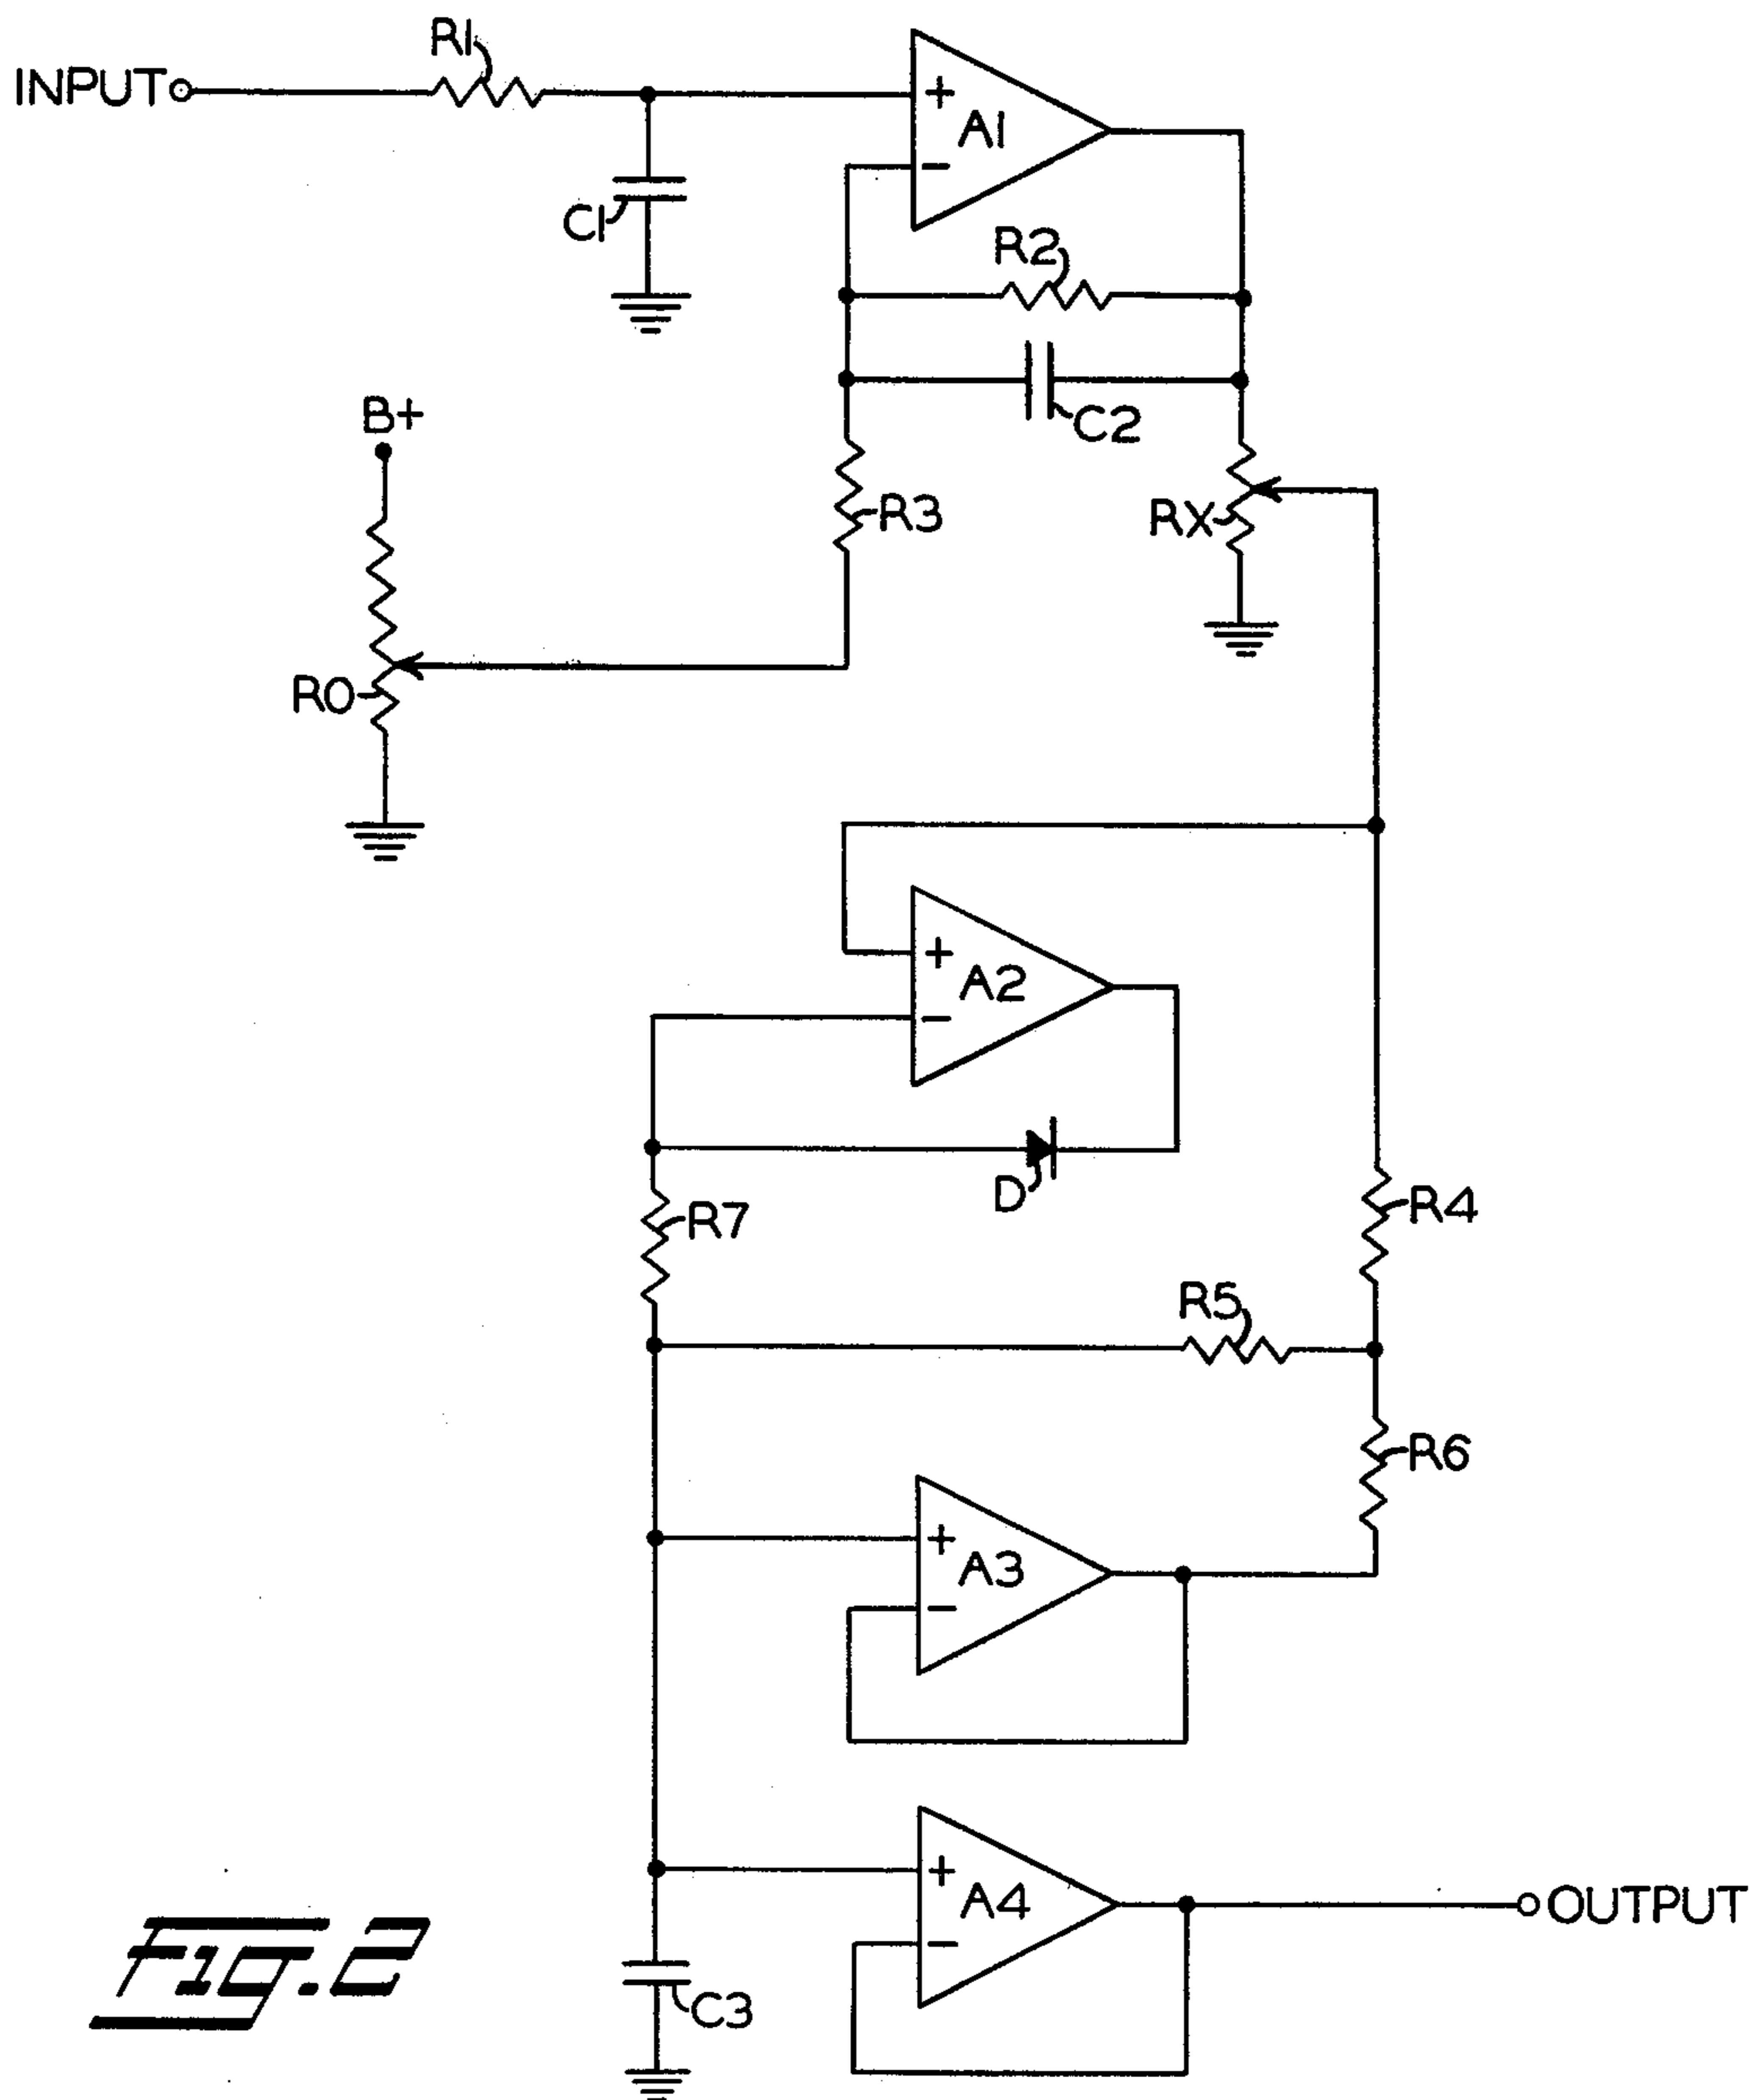 R1
INPUT
+
A1
−
C1
R2
C2
B+
R3
RX
R0
+
A2
−
D
R7
R4
R5
R6
+
A3
−
+
A4
−
OUTPUT
C3
Fig. 2